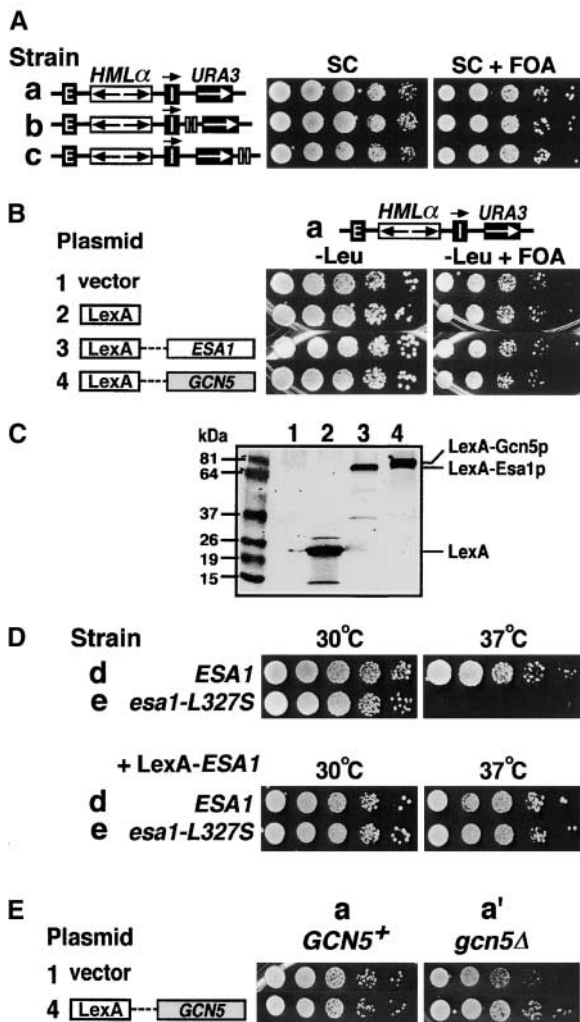 A
Strain
HMLα URA3
SC
SC + FOA
a
E
I
b
E
I
c
E
I
B
Plasmid
a
HMLα URA3
E
I
-Leu
-Leu + FOA
1 vector
2 LexA
3 LexA ESA1
4 LexA GCN5
C
kDa
1 2 3 4
81
64
37
26
19
15
LexA-Gcn5p
LexA-Esa1p
LexA
D
Strain
30°C
37°C
d ESA1
e esa1-L327S
+ LexA-ESA1
30°C
37°C
d ESA1
e esa1-L327S
E
Plasmid
a
GCN5+
a'
gcn5Δ
1 vector
4 LexA GCN5